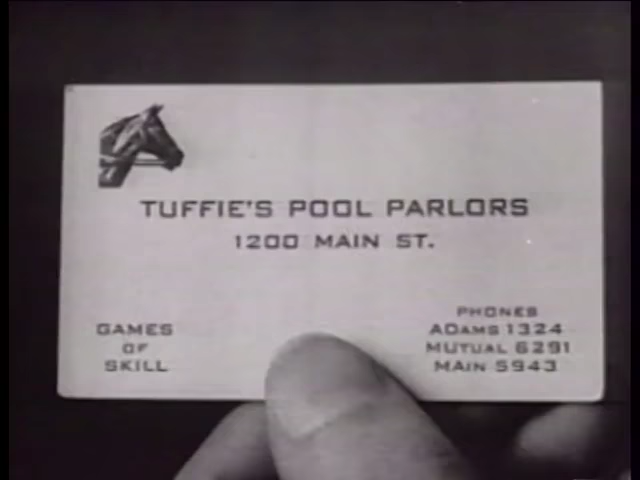 TUFFIE'S POOL PARLORS
1200 MAIN ST.
GAMES
OF
SKILL
PHONES
ADAMS 1324
MUTUAL 6291
MAIN 5943